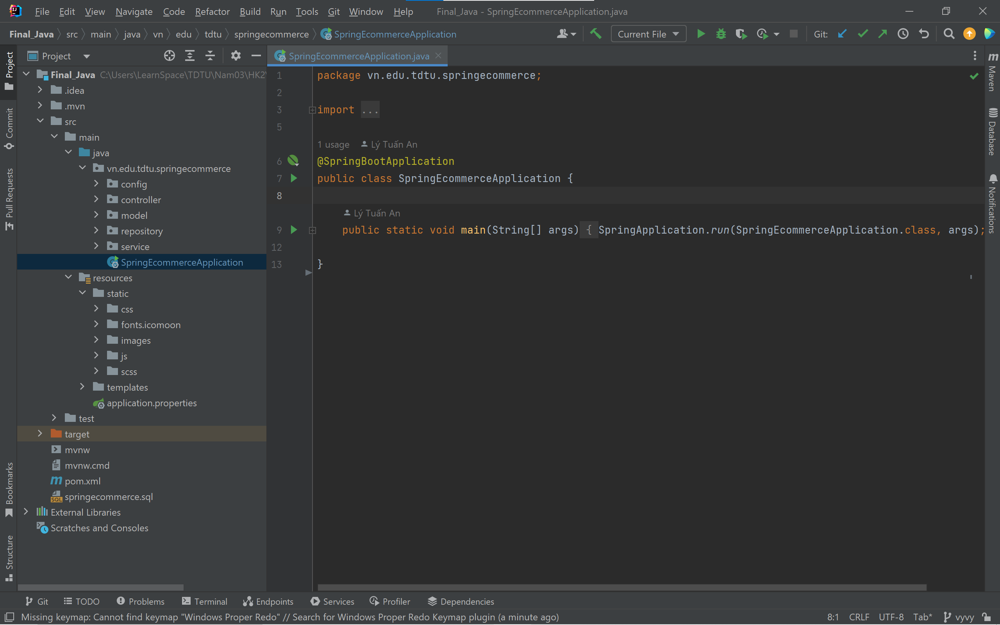 File Edit View Navigate Code Refactor Build Run Tools Git Window Help Final_Java - SpringEcommerceApplication.java
Final_Java src main java vn edu tdtu springecommerce SpringEcommerceApplication Current File Git:
Project
SpringEcommerceApplication.java
Project
Commit
Pull Requests
Bookmarks
Structure
Final_Java C:\Users\LearnSpace\TDTU\Nam03\HK2\
.idea
.mvn
src
main
java
vn.edu.tdtu.springecommerce
config
controller
model
repository
service
SpringEcommerceApplication
resources
static
css
fonts.icomoon
images
js
scss
templates
application.properties
test
target
mvnw
mvnw.cmd
pom.xml
SQL springecommerce.sql
External Libraries
Scratches and Consoles
1 package vn.edu.tdtu.springecommerce;
2
3 import ...
5
1 usage Lý Tuấn An
6 @SpringBootApplication
7 public class SpringEcommerceApplication {
8
Lý Tuấn An
9 public static void main(String[] args) { SpringApplication.run(SpringEcommerceApplication.class, args);
12
13 }
m Maven
Database
Notifications
Git TODO Problems Terminal Endpoints Services Profiler Dependencies
Missing keymap: Cannot find keymap "Windows Proper Redo" // Search for Windows Proper Redo Keymap plugin (a minute ago) 8:1 CRLF UTF-8 Tab* vyvy